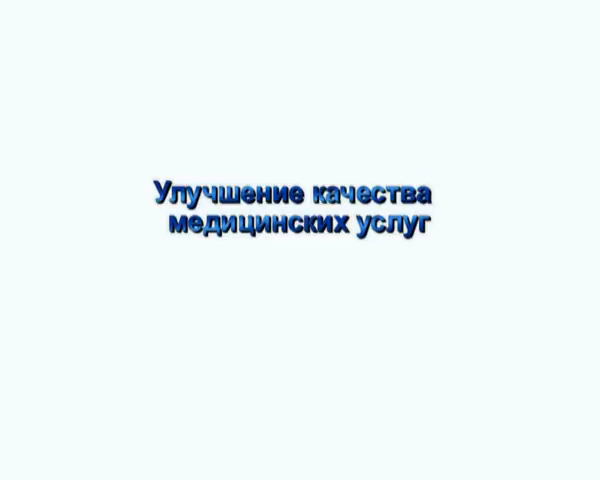 Улучшение качества
медицинских услуг